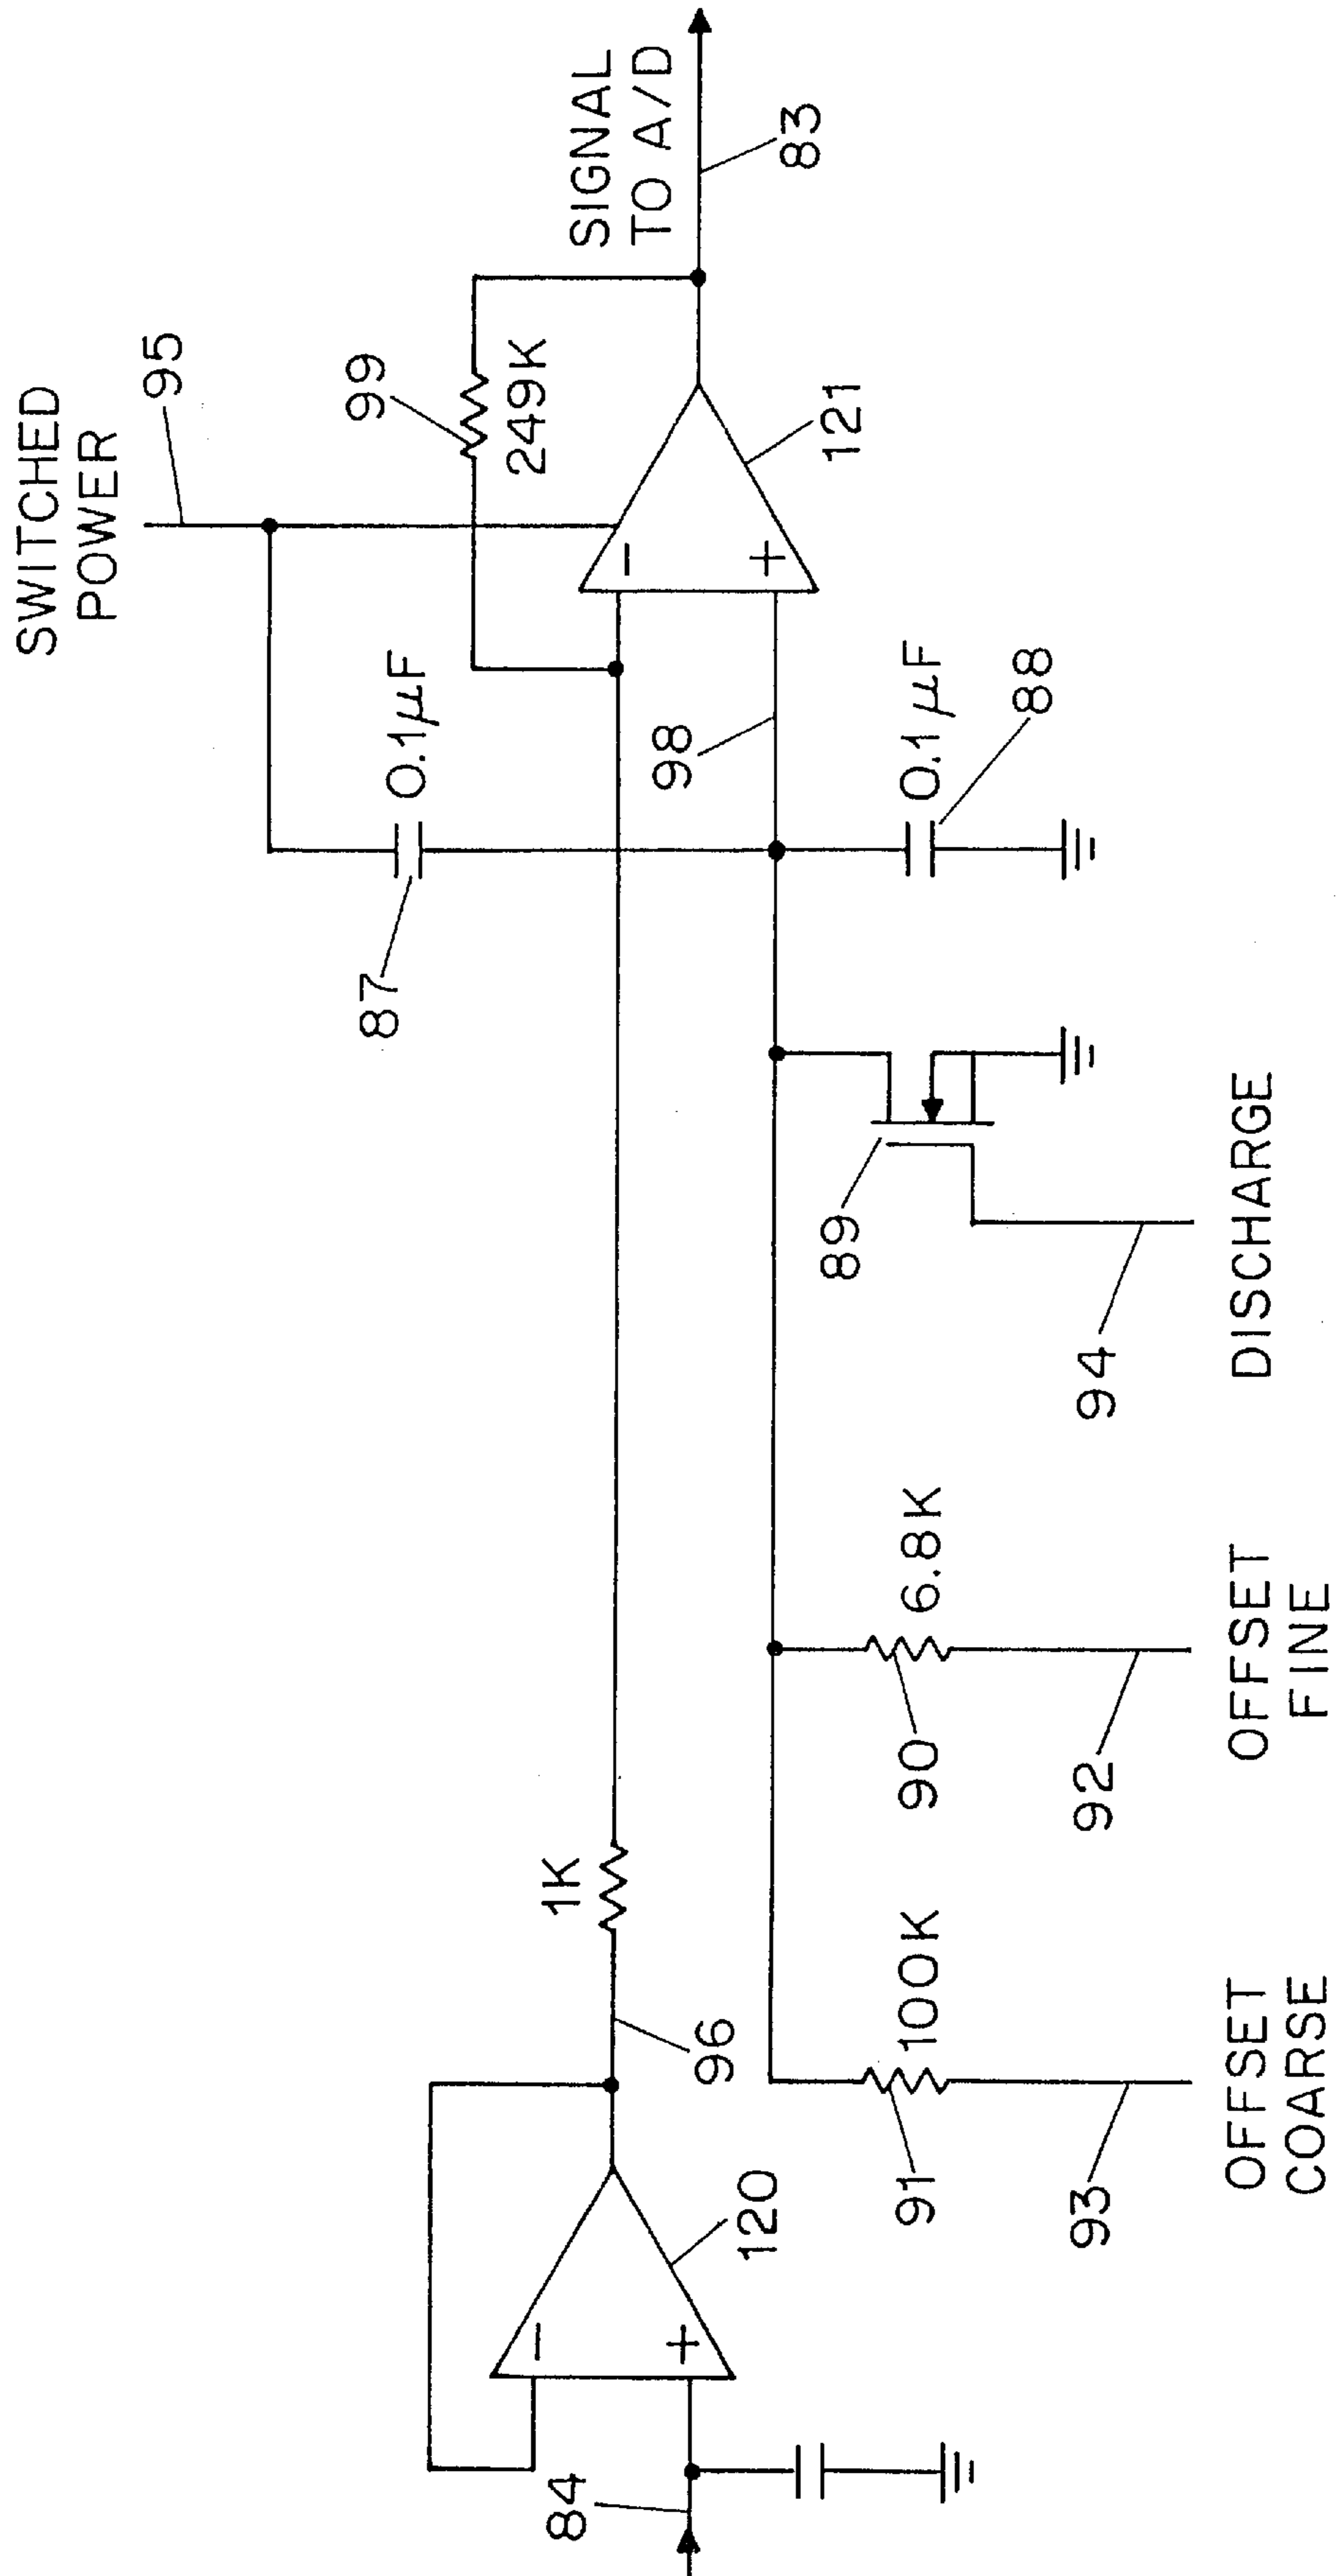 SWITCHED
POWER
95
99
249K
SIGNAL
TO A/D
83
−
+
121
0.1μF
87
98
0.1μF
88
89
94
DISCHARGE
1K
96
6.8K
90
92
OFFSET
FINE
100K
91
93
OFFSET
COARSE
−
+
120
84